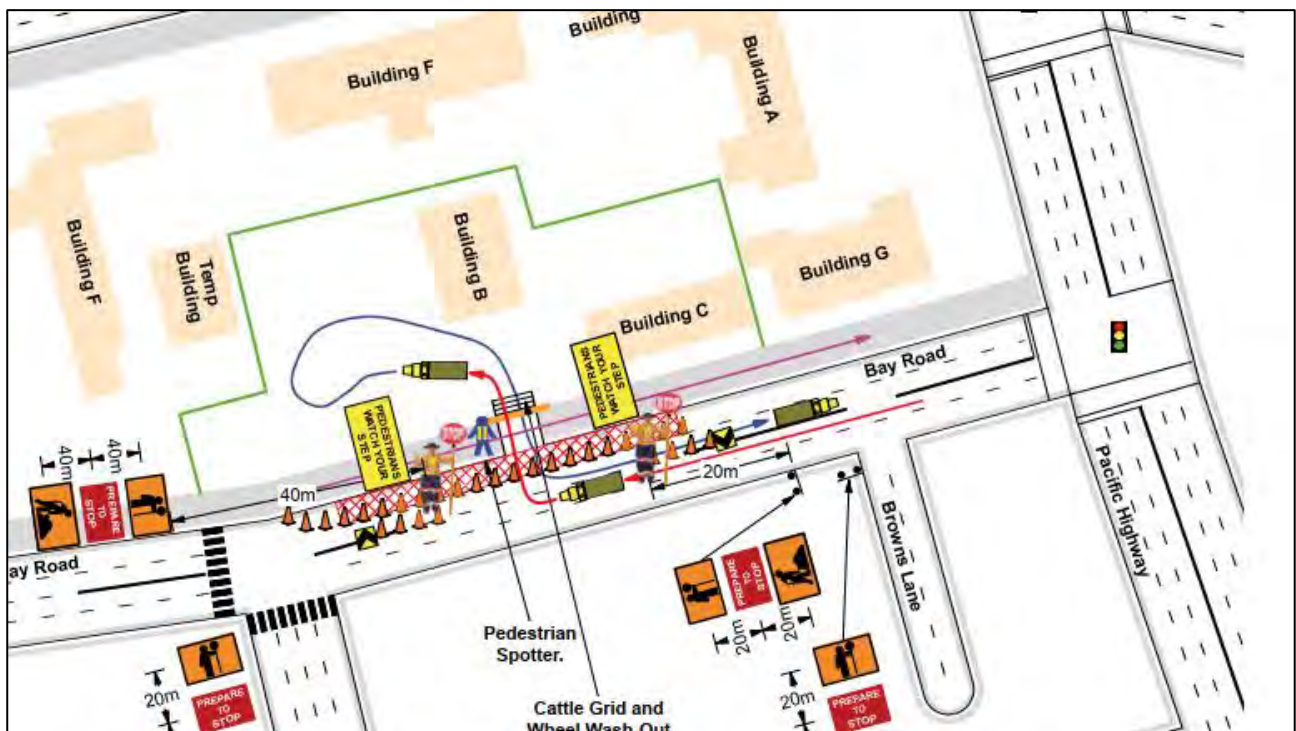 Building
Building F
Building A
Building F
Temp
Building
Building B
Building C
Building G
PEDESTRIANS
WATCH YOUR
STEP
PEDESTRIANS
WATCH YOUR
STEP
Bay Road
40m
40m
PREPARE
TO
STOP
40m
20m
ay Road
Browns Lane
Pacific Highway
PREPARE
TO
STOP
20m
20m
Pedestrian
Spotter.
20m
PREPARE
TO
STOP
20m
PREPARE
TO
STOP
Cattle Grid and
Wheel Wash Out